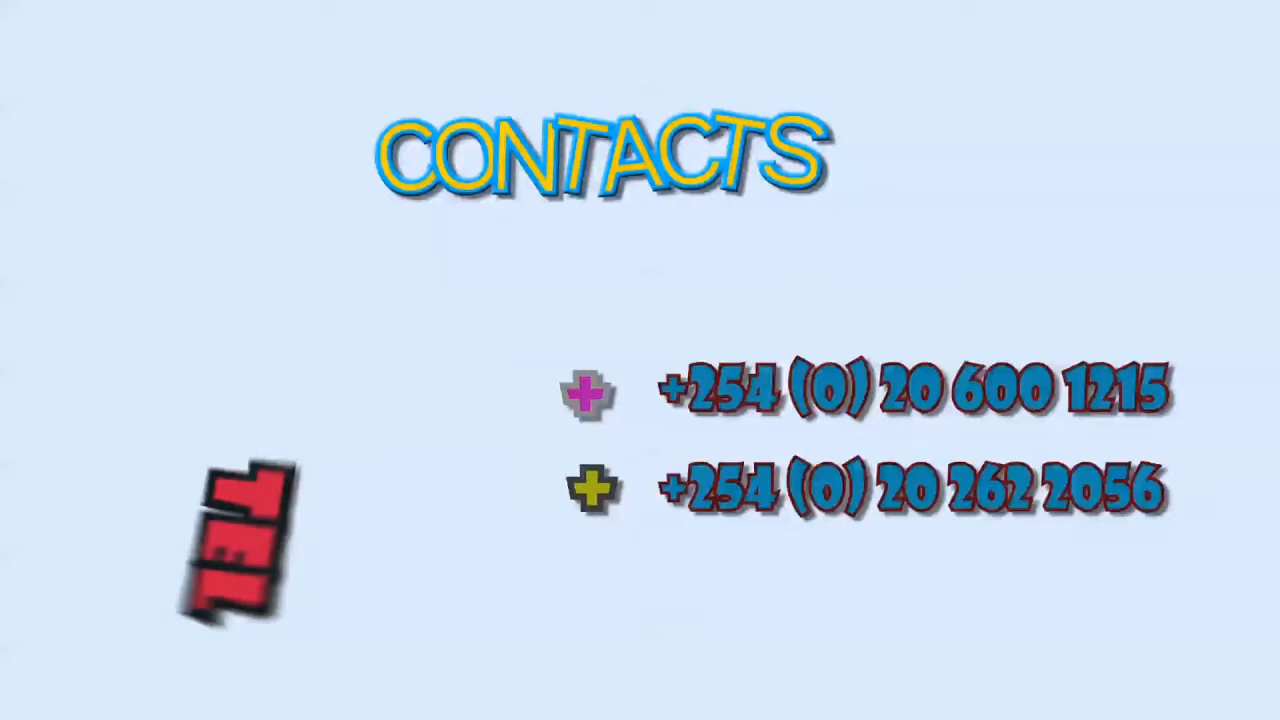 CONTACTS
+ +254 (0) 20 600 1215
+ +254 (0) 20 262 2056
TEL